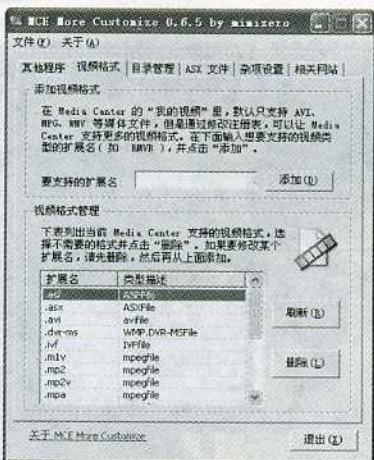 MCE More Customize 0.6.5 by mimizero
文件(F) 关于(A)
其他程序 视频格式 目录管理 ASX 文件 杂项设置 相关网站
添加视频格式
在 Media Center 的“我的视频”里，默认只支持 AVI、
MPG、WMV 等媒体文件，但是通过修改注册表，可以让 Media
Center 支持更多的视频格式。在下面输入想要支持的视频类
型的扩展名（如 RMVB ），并点击“添加”。
要支持的扩展名 添加(D)
视频格式管理
下表列出当前 Media Center 支持的视频格式，选
择不需要的格式并点击“删除”。如果要修改某个
扩展名，请先删除，然后再从上面添加。
扩展名 类型描述
.asf ASFFile
.asx ASXFile
.avi avifile
.dvr-ms WMP.DVR-MSFile
.ivf IVFfile
.m1v mpegfile
.mp2 mpegfile
.mp2v mpegfile
.mpa mpegfile
刷新(R)
删除(L)
关于 MCE More Customize
退出(X)